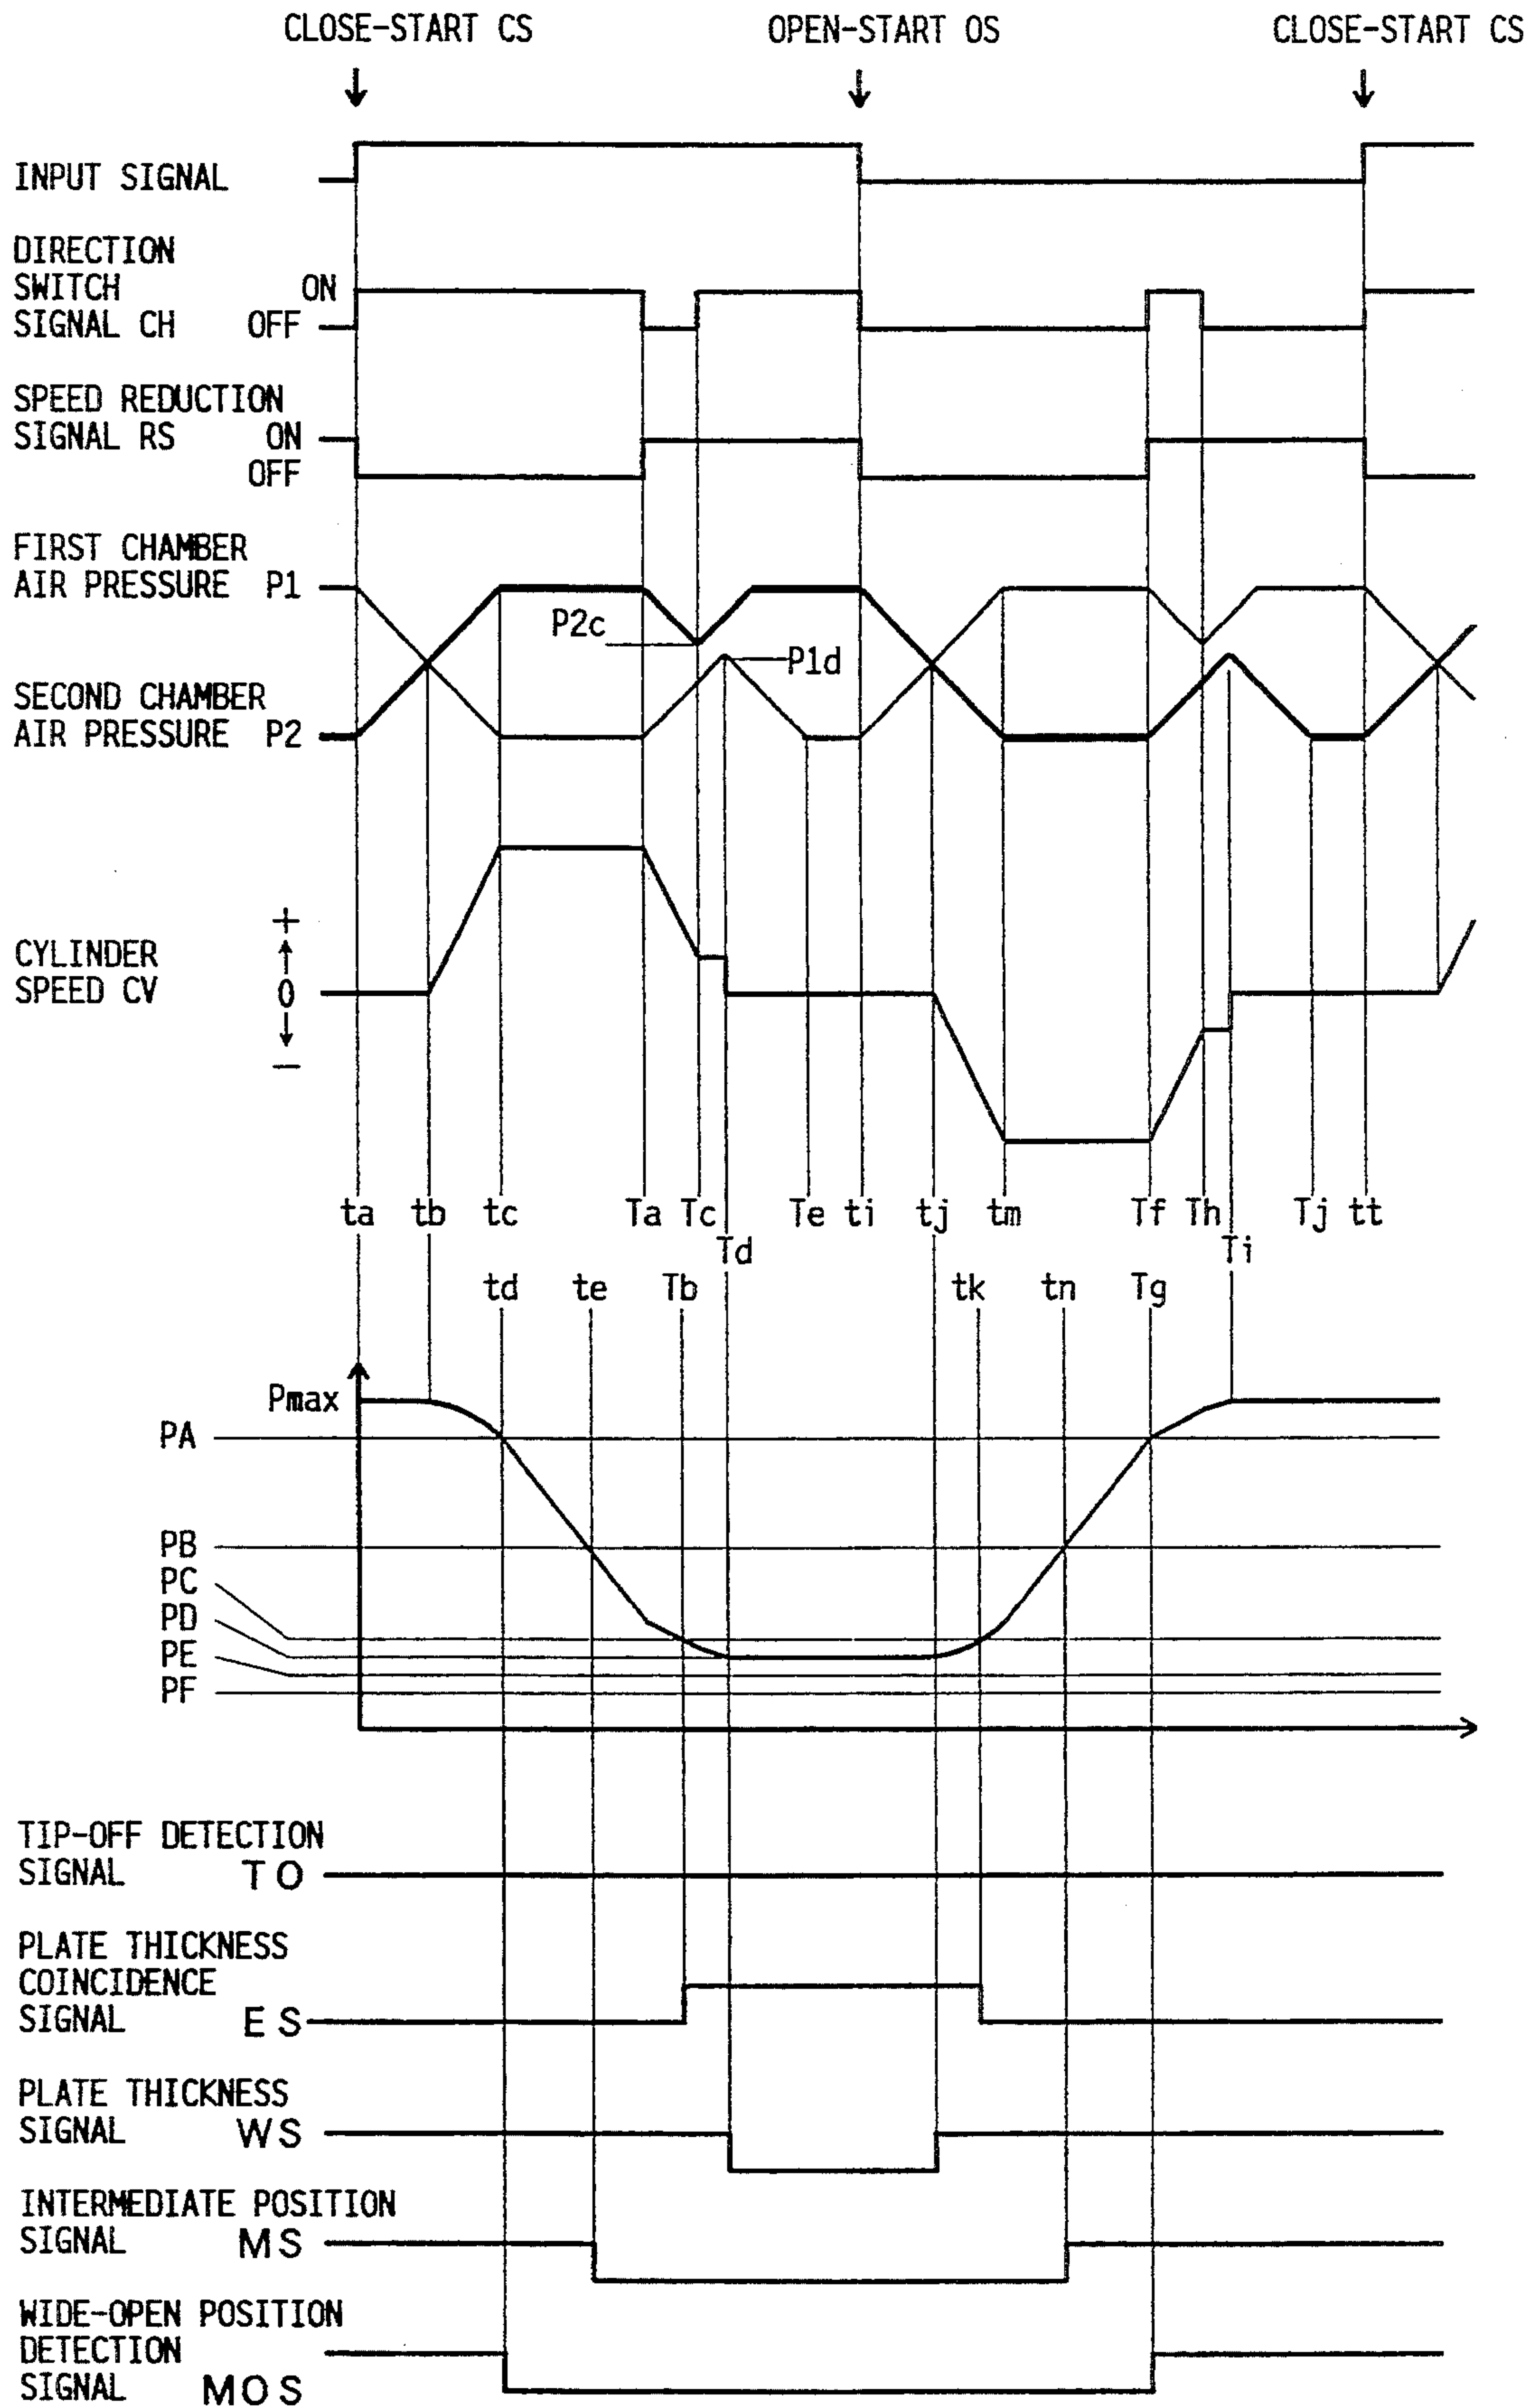 CLOSE-START CS OPEN-START OS CLOSE-START CS
INPUT SIGNAL
DIRECTION
SWITCH ON
SIGNAL CH OFF
SPEED REDUCTION
SIGNAL RS ON
OFF
FIRST CHAMBER
AIR PRESSURE P1
P2c
P1d
SECOND CHAMBER
AIR PRESSURE P2
+
CYLINDER
SPEED CV 0
−
ta tb tc Ta Tc Te ti tj tm Tf Th Tj tt
Td Ti
td te Tb tk tn Tg
Pmax
PA
PB
PC
PD
PE
PF
TIP-OFF DETECTION
SIGNAL TO
PLATE THICKNESS
COINCIDENCE
SIGNAL ES
PLATE THICKNESS
SIGNAL WS
INTERMEDIATE POSITION
SIGNAL MS
WIDE-OPEN POSITION
DETECTION
SIGNAL MOS